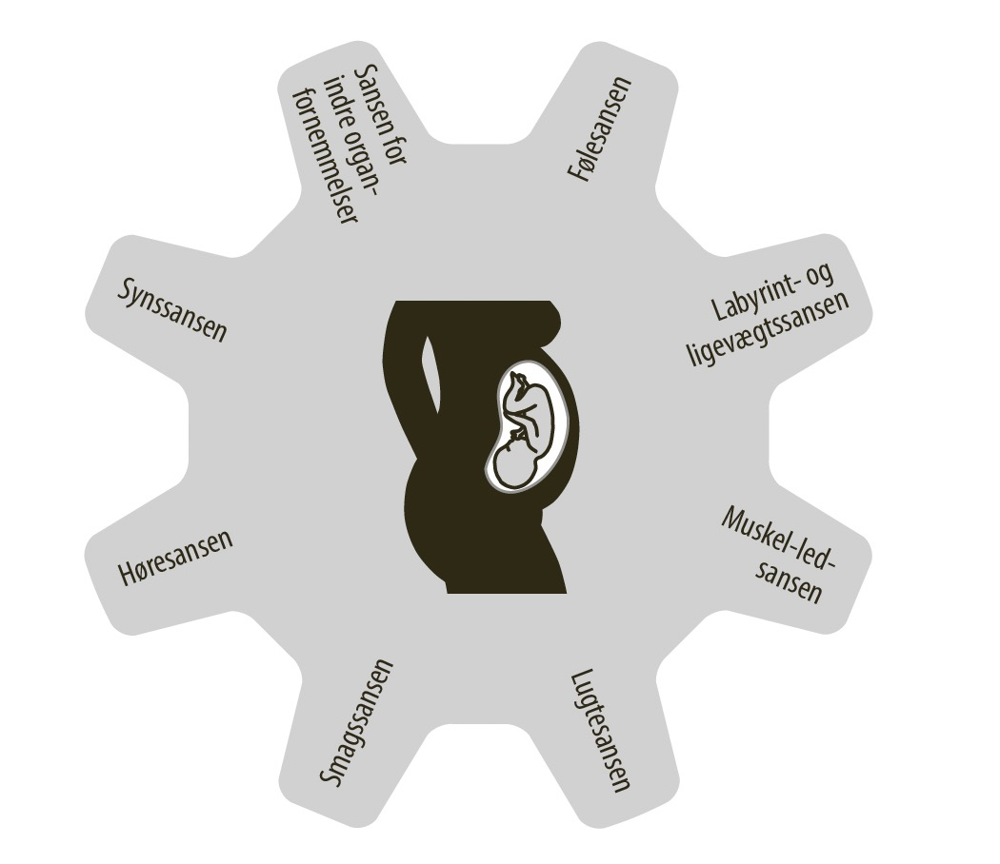 Sansen for
indre organ-
fornemmelser
Følesansen
Labyrint- og
ligevægtssansen
Muskel-led-
sansen
Lugtesansen
Smagssansen
Høresansen
Synssansen